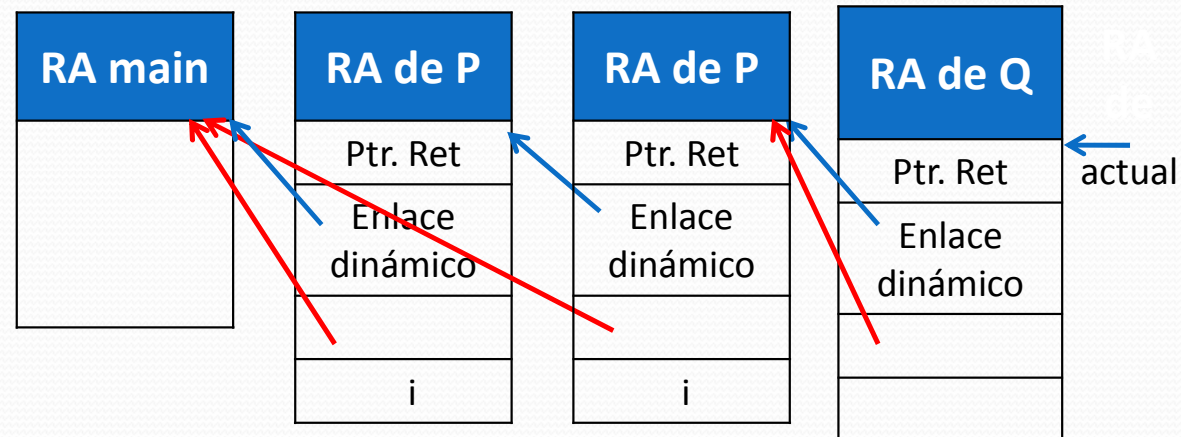 RA main
RA de P
RA de P
RA de Q
Ptr. Ret
Ptr. Ret
Ptr. Ret
actual
Enlace
dinámico
Enlace
dinámico
Enlace
dinámico
i
i